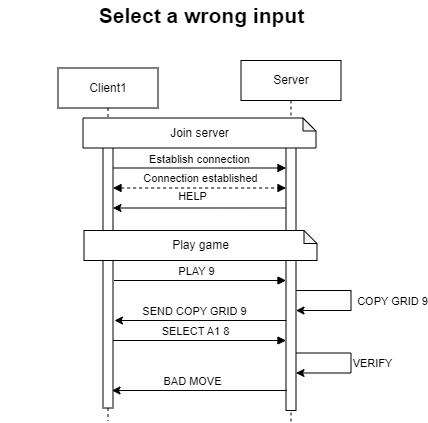 Select a wrong input
Client1
Server
Join server
Establish connection
Connection established
HELP
Play game
PLAY 9
COPY GRID 9
SEND COPY GRID 9
SELECT A1 8
VERIFY
BAD MOVE